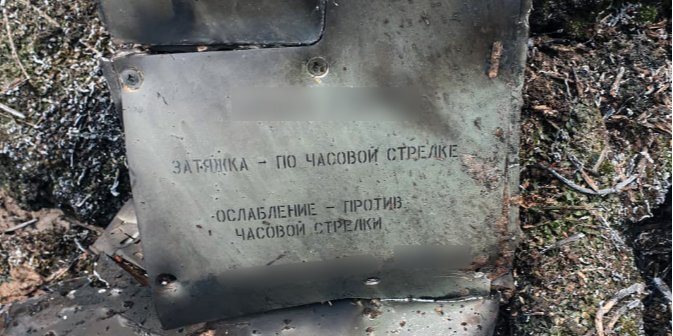 ЗАТЯЖКА - ПО ЧАСОВОЙ СТРЕЛКЕ
ОСЛАБЛЕНИЕ - ПРОТИВ
ЧАСОВОЙ СТРЕЛКИ